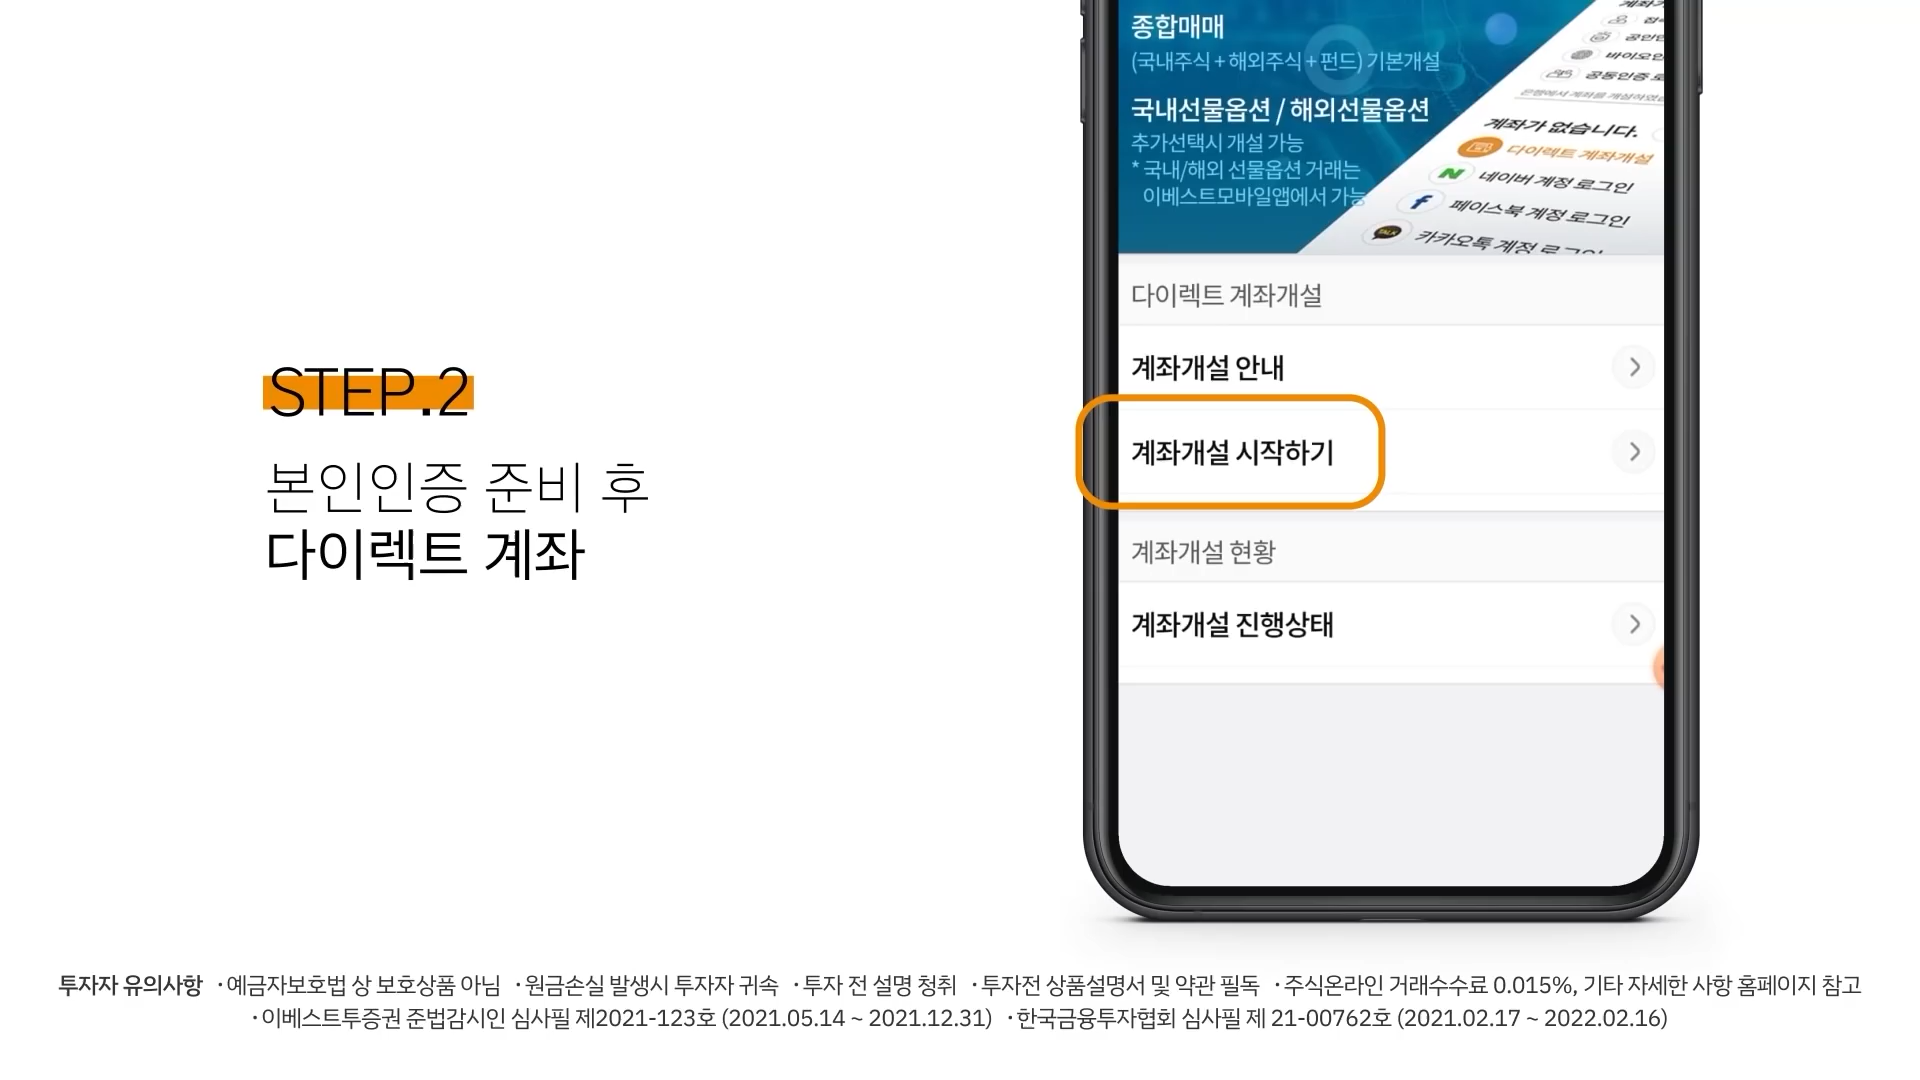 STEP.2
본인인증 준비 후
다이렉트 계좌
종합매매
(국내주식 + 해외주식 + 펀드) 기본개설
국내선물옵션 / 해외선물옵션
추가선택시 개설 가능
* 국내/해외 선물옵션 거래는
이베스트모바일앱에서 가능
계좌가 없습니다.
다이렉트 계좌개설
네이버 계정 로그인
페이스북 계정 로그인
카카오톡 계정 로그인
다이렉트 계좌개설
계좌개설 안내
계좌개설 시작하기
계좌개설 현황
계좌개설 진행상태
투자자 유의사항 ·예금자보호법 상 보호상품 아님 ·원금손실 발생시 투자자 귀속 ·투자 전 설명 청취 ·투자전 상품설명서 및 약관 필독 ·주식온라인 거래수수료 0.015%, 기타 자세한 사항 홈페이지 참고
·이베스트투증권 준법감시인 심사필 제2021-123호 (2021.05.14 ~ 2021.12.31) ·한국금융투자협회 심사필 제 21-00762호 (2021.02.17 ~ 2022.02.16)